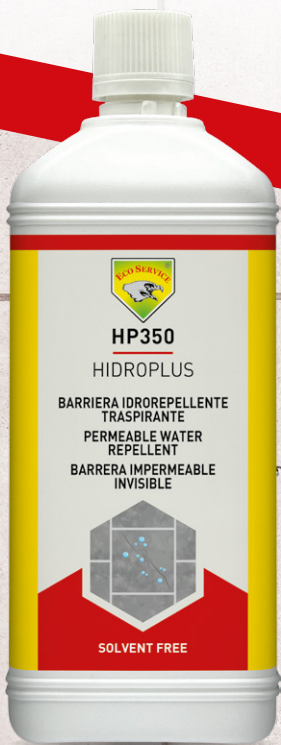 ECO SERVICE
HP350
HIDROPLUS
BARRIERA IDROREPELLENTE
TRASPIRANTE
PERMEABLE WATER
REPELLENT
BARRERA IMPERMEABLE
INVISIBLE
SOLVENT FREE